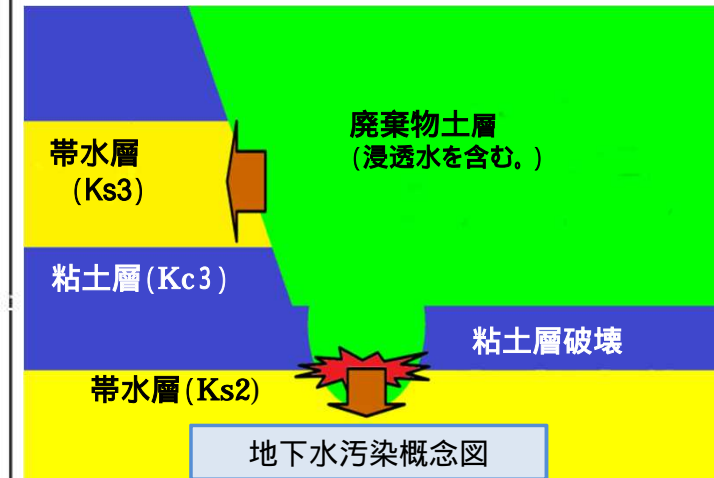 廃棄物土層
(浸透水を含む。)
帯水層
(Ks3)
粘土層(Kc3)
粘土層破壊
帯水層(Ks2)
地下水汚染概念図